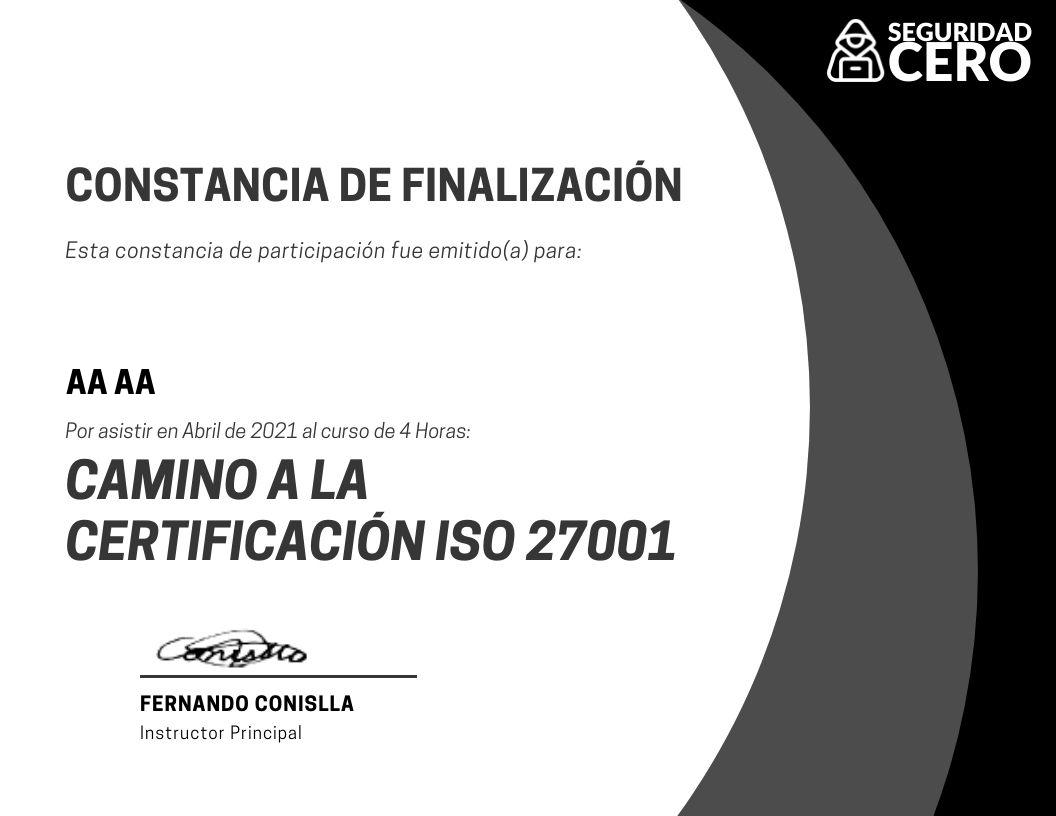 SEGURIDAD
CERO
CONSTANCIA DE FINALIZACIÓN
Esta constancia de participación fue emitido(a) para:
AA AA
Por asistir en Abril de 2021 al curso de 4 Horas:
CAMINO A LA
CERTIFICACIÓN ISO 27001
Conislla
FERNANDO CONISLLA
Instructor Principal